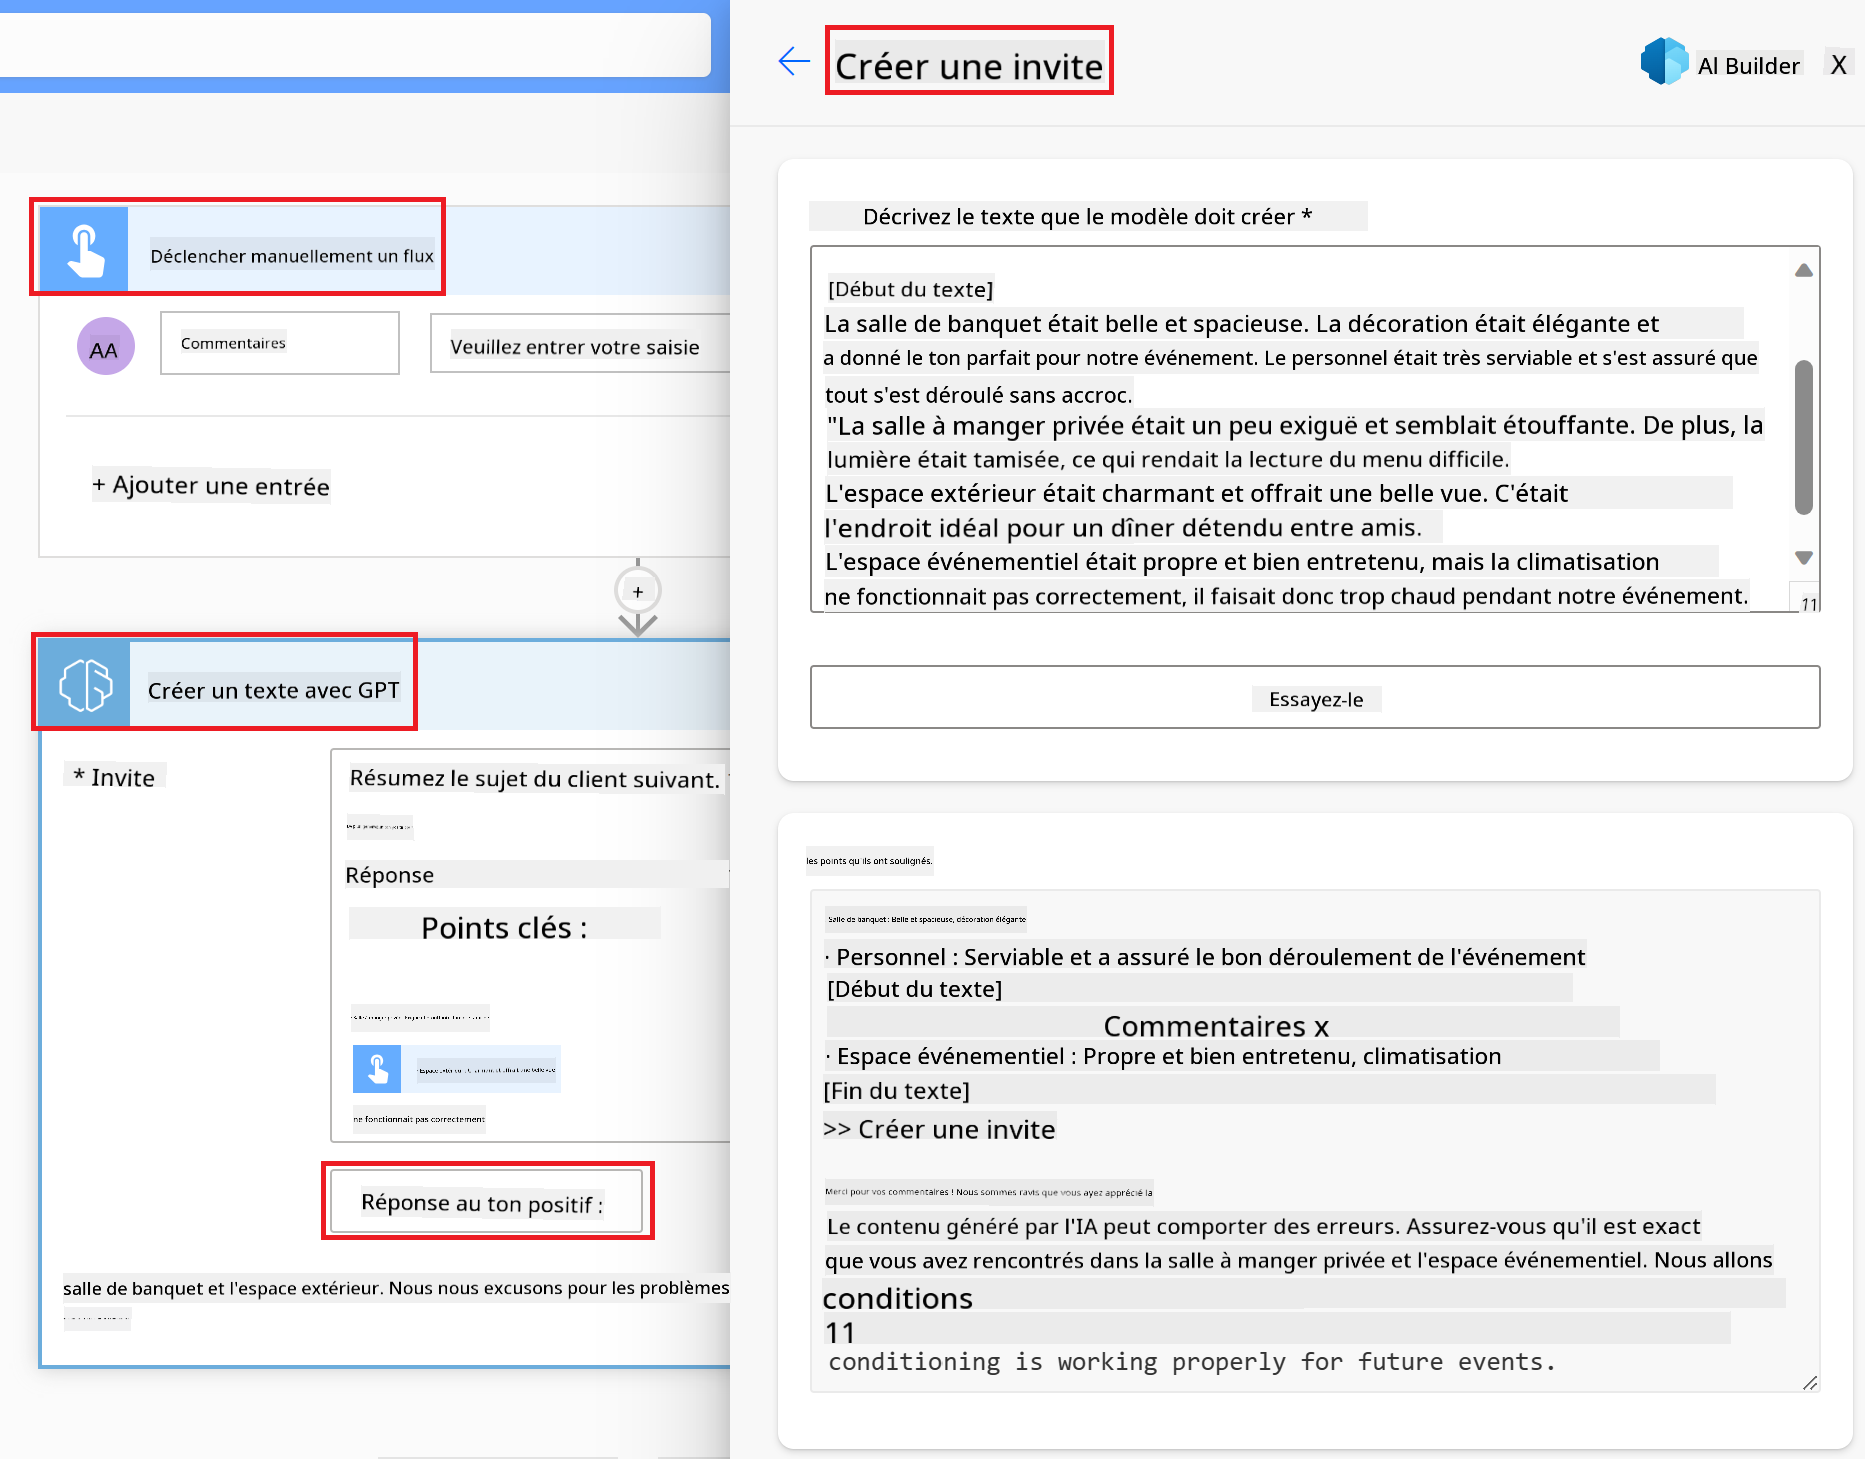 Créer une invite
AI Builder
X
Déclencher manuellement un flux
AA
Commentaires
Veuillez entrer votre saisie
+ Ajouter une entrée
+
Créer un texte avec GPT
* Invite
Résumez le sujet du client suivant.
Réponse
Points clés :
ne fonctionnait pas correctement
Réponse au ton positif :
salle de banquet et l'espace extérieur. Nous nous excusons pour les problèmes
Décrivez le texte que le modèle doit créer *
[Début du texte]
La salle de banquet était belle et spacieuse. La décoration était élégante et
a donné le ton parfait pour notre événement. Le personnel était très serviable et s'est assuré que
tout s'est déroulé sans accroc.
"La salle à manger privée était un peu exiguë et semblait étouffante. De plus, la
lumière était tamisée, ce qui rendait la lecture du menu difficile.
L'espace extérieur était charmant et offrait une belle vue. C'était
l'endroit idéal pour un dîner détendu entre amis.
L'espace événementiel était propre et bien entretenu, mais la climatisation
ne fonctionnait pas correctement, il faisait donc trop chaud pendant notre événement.
11
Essayez-le
les points qu'ils ont soulignés.
Salle de banquet : Belle et spacieuse, décoration élégante
· Personnel : Serviable et a assuré le bon déroulement de l'événement
[Début du texte]
Commentaires x
· Espace événementiel : Propre et bien entretenu, climatisation
[Fin du texte]
>> Créer une invite
Merci pour vos commentaires ! Nous sommes ravis que vous ayez apprécié la
Le contenu généré par l'IA peut comporter des erreurs. Assurez-vous qu'il est exact
que vous avez rencontrés dans la salle à manger privée et l'espace événementiel. Nous allons
conditions
11
conditioning is working properly for future events.